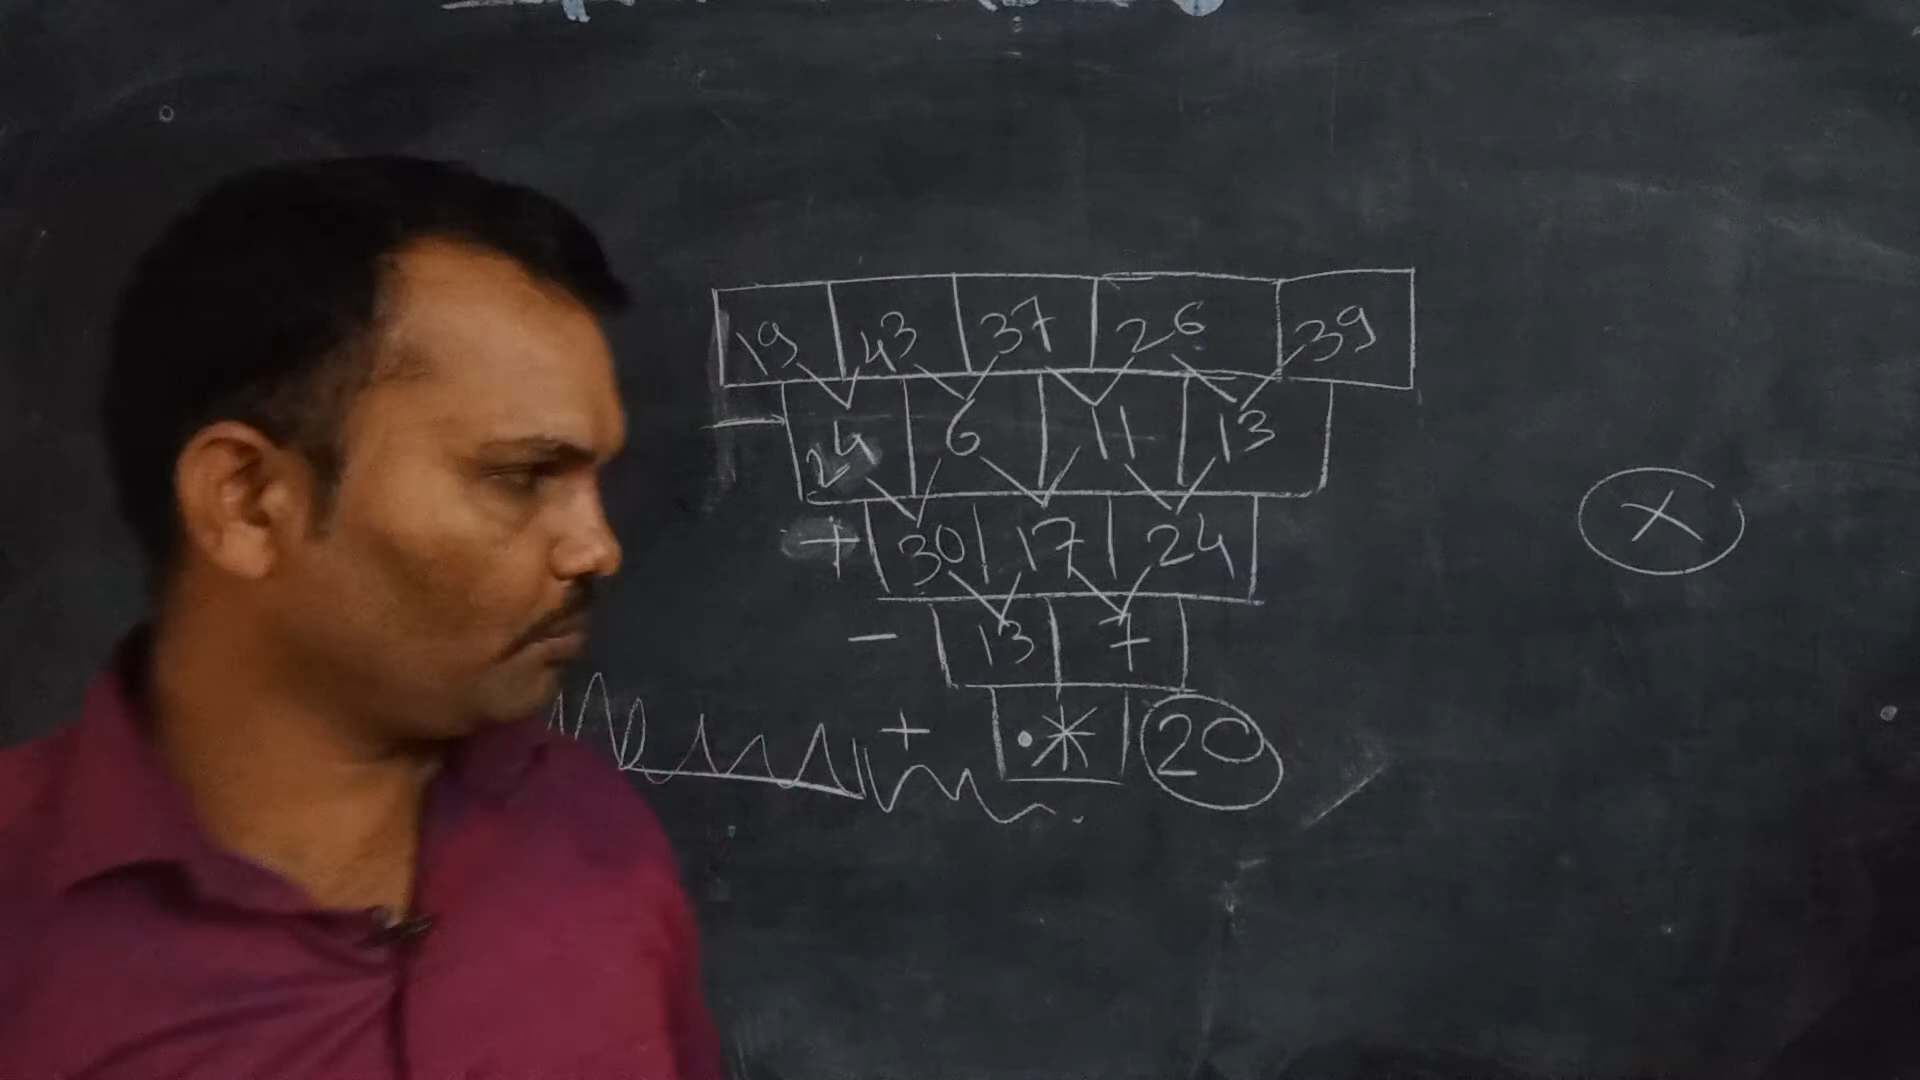 19 43 37 26 39
- 24 6 11 13
+ 30 17 24
- 13 7
+ * 20
X